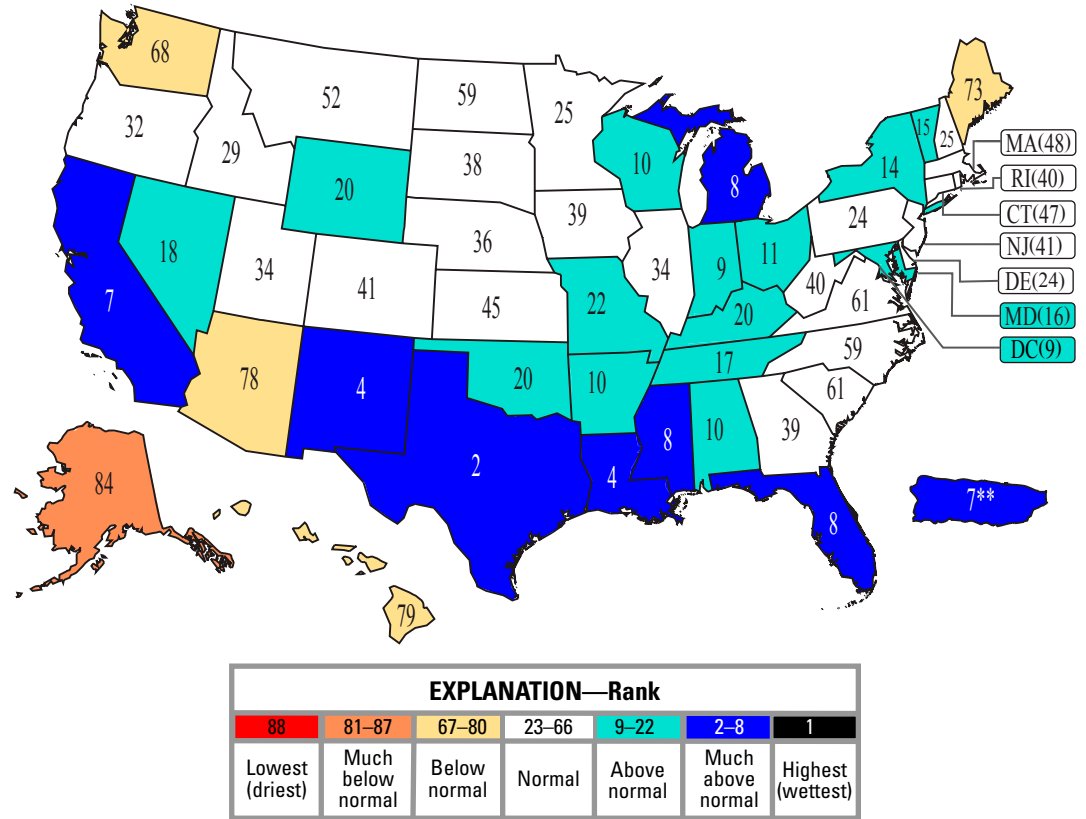 68
52
59
25
73
32
29
38
10
8
15
25
14
MA(48)
RI(40)
CT(47)
NJ(41)
DE(24)
MD(16)
DC(9)
20
39
24
18
34
36
34
9
11
7
41
45
22
40
61
20
59
78
4
20
10
17
61
2
4
8
10
39
8
84
79
7**
EXPLANATION—Rank
88 81–87 67–80 23–66 9–22 2–8 1
Lowest (driest)
Much below normal
Below normal
Normal
Above normal
Much above normal
Highest (wettest)